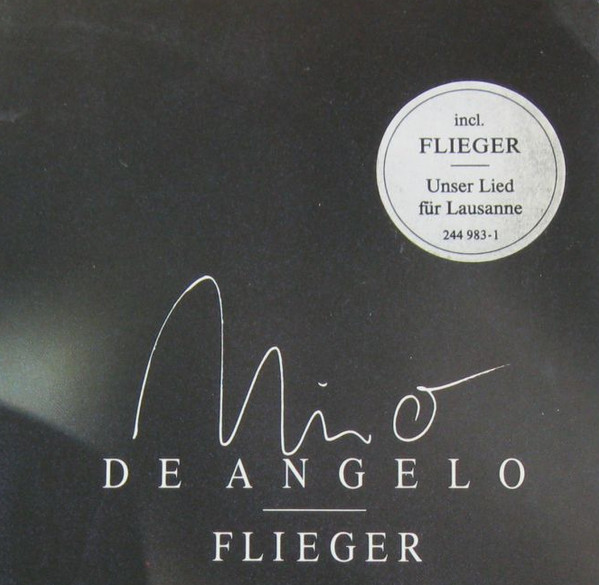 incl.
FLIEGER
Unser Lied
für Lausanne
244 983-1
Nino
DE ANGELO
FLIEGER